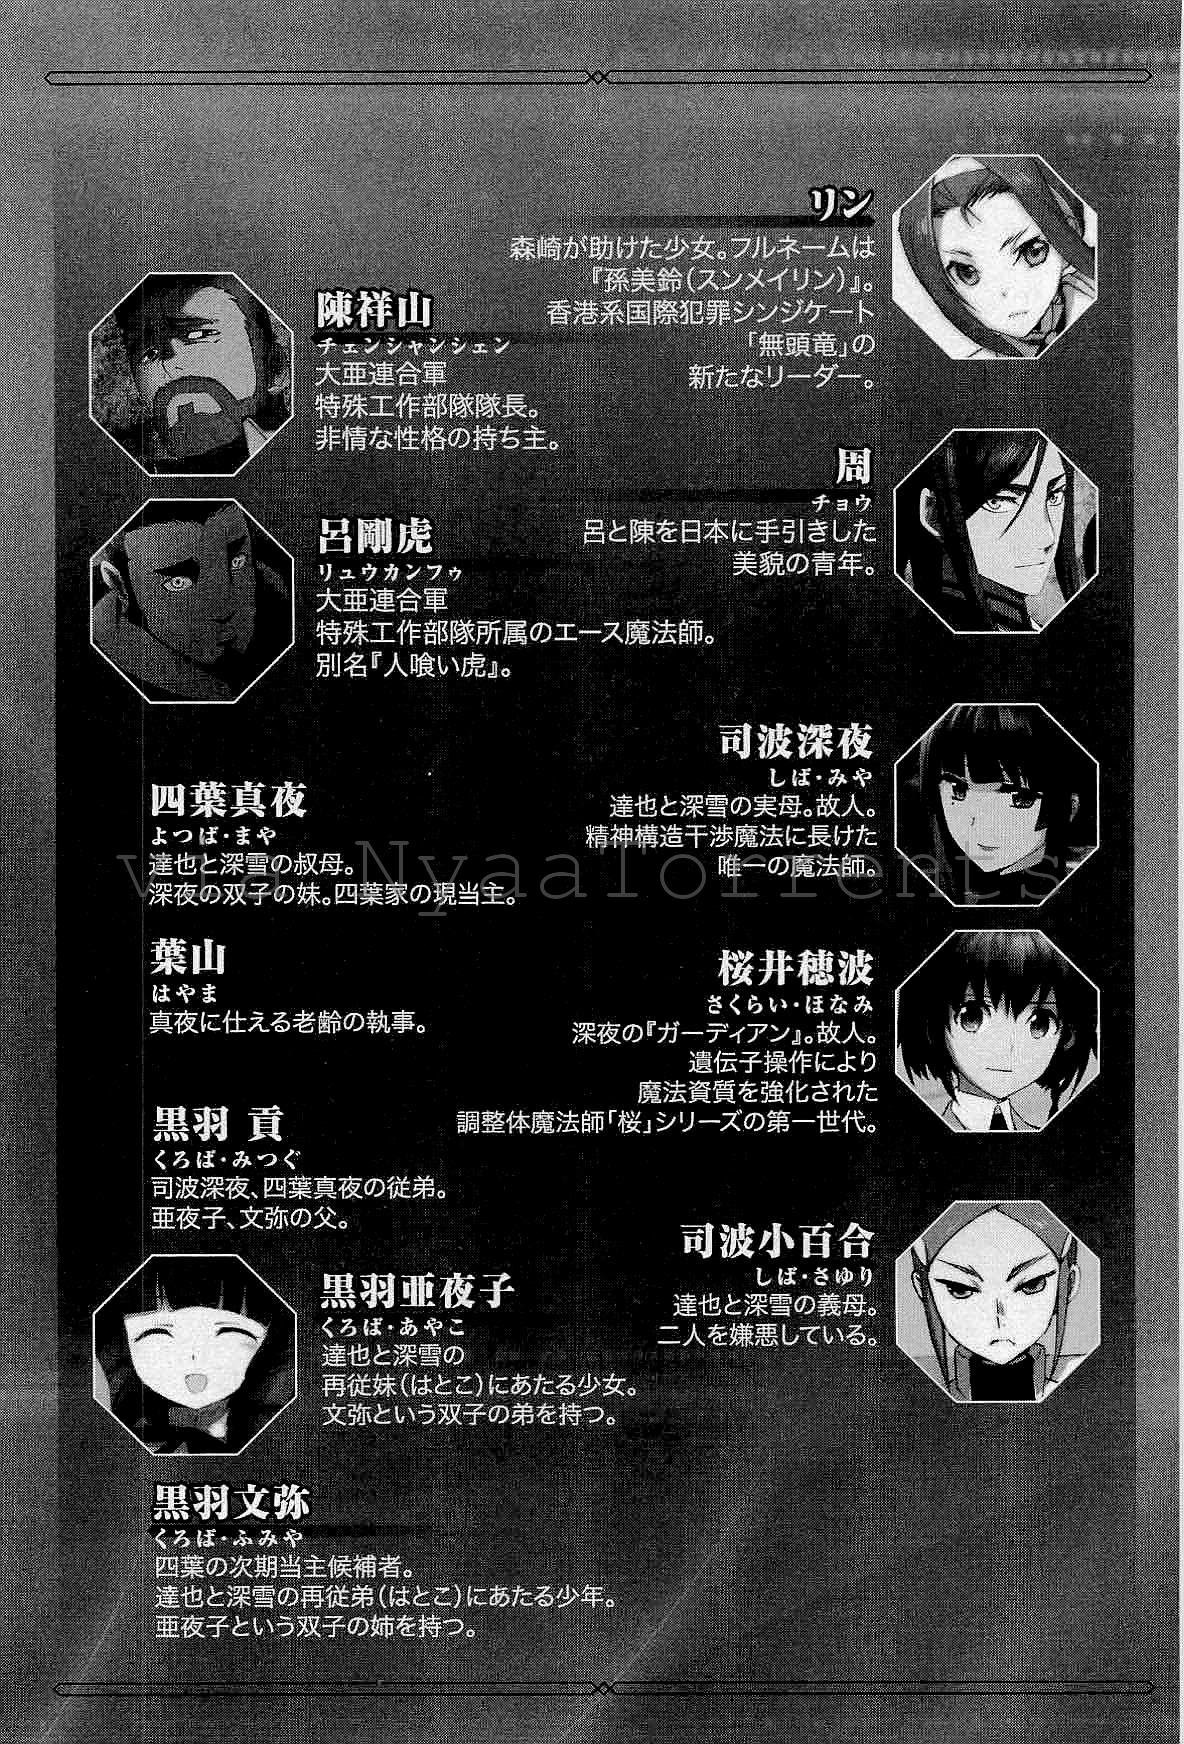 リン
森崎が助けた少女。フルネームは
『孫美鈴（スンメイリン）』。
香港系国際犯罪シンジケート
「無頭竜」の
新たなリーダー。
陳祥山
チェンシャンシェン
大亜連合軍
特殊工作部隊隊長。
非情な性格の持ち主。
周
チョウ
呂と陳を日本に手引きした
美貌の青年。
呂剛虎
リュウカンフゥ
大亜連合軍
特殊工作部隊所属のエース魔法師。
別名『人喰い虎』。
司波深夜
しば・みや
達也と深雪の実母。故人。
精神構造干渉魔法に長けた
唯一の魔法師。
四葉真夜
よつば・まや
達也と深雪の叔母。
深夜の双子の妹。四葉家の現当主。
via NyaaTorrents
葉山
はやま
真夜に仕える老齢の執事。
桜井穂波
さくらい・ほなみ
深夜の『ガーディアン』。故人。
遺伝子操作により
魔法資質を強化された
調整体魔法師「桜」シリーズの第一世代。
黒羽 貢
くろば・みつぐ
司波深夜、四葉真夜の従弟。
亜夜子、文弥の父。
司波小百合
しば・さゆり
達也と深雪の義母。
二人を嫌悪している。
黒羽亜夜子
くろば・あやこ
達也と深雪の
再従妹（はとこ）にあたる少女。
文弥という双子の弟を持つ。
黒羽文弥
くろば・ふみや
四葉の次期当主候補者。
達也と深雪の再従弟（はとこ）にあたる少年。
亜夜子という双子の姉を持つ。